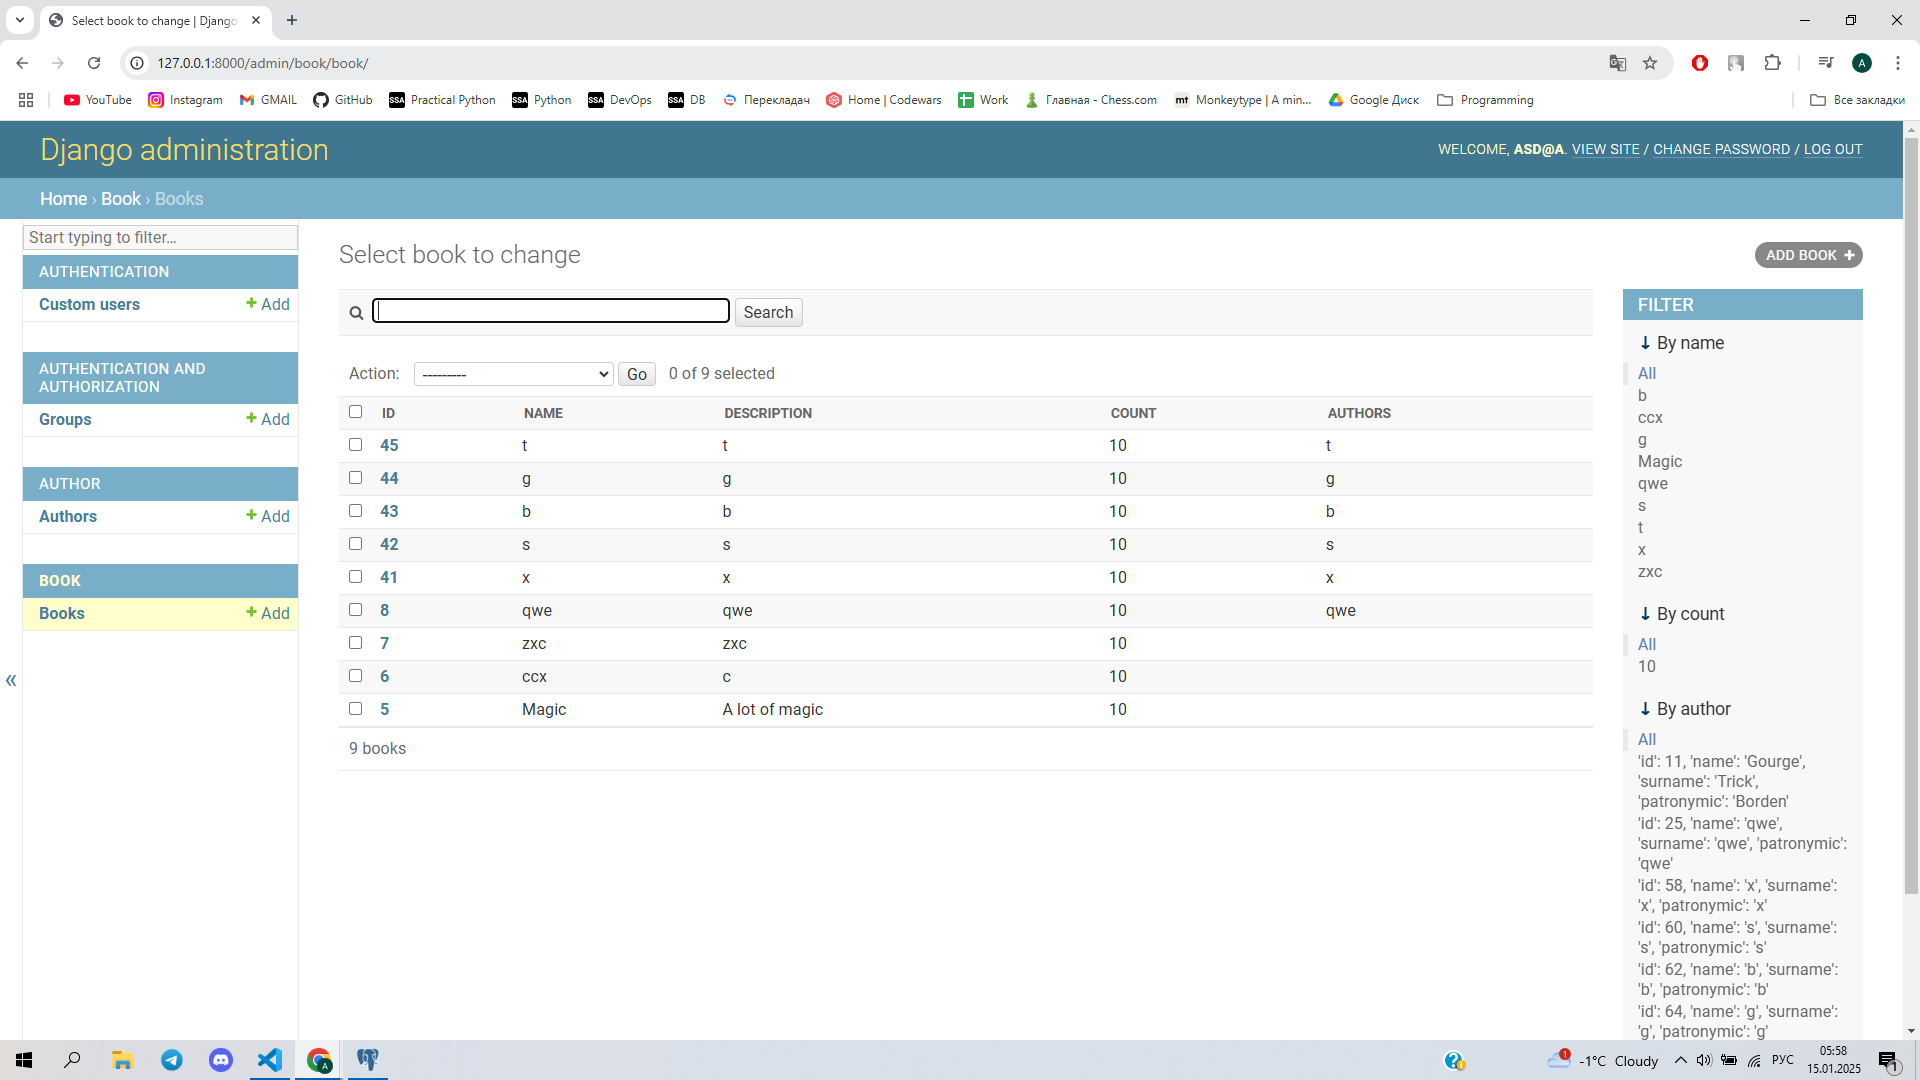 Select book to change | Django
127.0.0.1:8000/admin/book/book/
A
YouTube Instagram GMAIL GitHub SSA Practical Python SSA Python SSA DevOps SSA DB Перекладач Home | Codewars Work Главная - Chess.com mt Monkeytype | A min... Google Диск Programming Все закладки
Django administration
WELCOME, ASD@A. VIEW SITE / CHANGE PASSWORD / LOG OUT
Home › Book › Books
Start typing to filter...
AUTHENTICATION
Custom users + Add
AUTHENTICATION AND
AUTHORIZATION
Groups + Add
AUTHOR
Authors + Add
BOOK
Books + Add
«
Select book to change
ADD BOOK +
Search
Action: --------- Go 0 of 9 selected
ID NAME DESCRIPTION COUNT AUTHORS
45 t t 10 t
44 g g 10 g
43 b b 10 b
42 s s 10 s
41 x x 10 x
8 qwe qwe 10 qwe
7 zxc zxc 10
6 ccx c 10
5 Magic A lot of magic 10
9 books
FILTER
↓ By name
All
b
ccx
g
Magic
qwe
s
t
x
zxc
↓ By count
All
10
↓ By author
All
'id': 11, 'name': 'Gourge',
'surname': 'Trick',
'patronymic': 'Borden'
'id': 25, 'name': 'qwe',
'surname': 'qwe', 'patronymic':
'qwe'
'id': 58, 'name': 'x', 'surname':
'x', 'patronymic': 'x'
'id': 60, 'name': 's', 'surname':
's', 'patronymic': 's'
'id': 62, 'name': 'b', 'surname':
'b', 'patronymic': 'b'
'id': 64, 'name': 'g', 'surname':
'g', 'patronymic': 'g'
A
1
-1°C Cloudy
РУС
05:58
15.01.2025
1